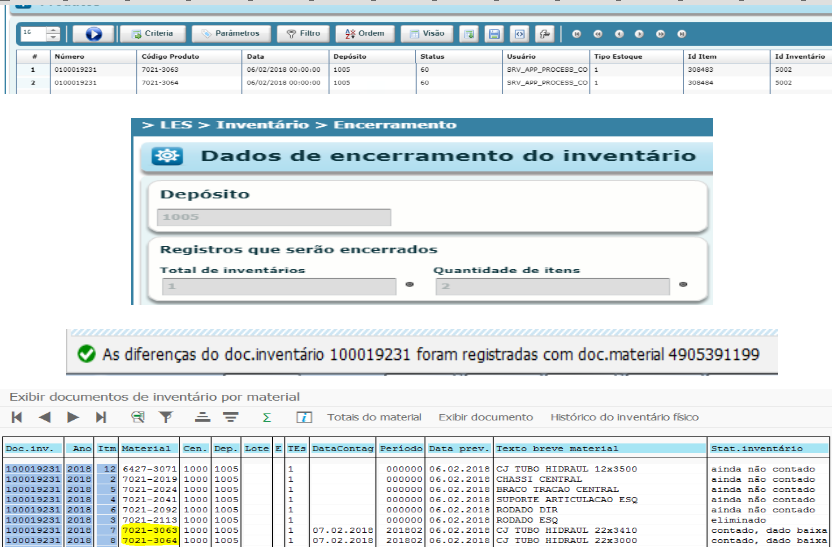 16 Criteria Parâmetros Filtro Ordem Visão
# Número Código Produto Data Depósito Status Usuário Tipo Estoque Id Item Id Inventário
1 0100019231 7021-3063 06/02/2018 00:00:00 1005 60 SRV_APP_PROCESS_CO 1 308483 5002
2 0100019231 7021-3064 06/02/2018 00:00:00 1005 60 SRV_APP_PROCESS_CO 1 308484 5002
> LES > Inventário > Encerramento
Dados de encerramento do inventário
Depósito
1005
Registros que serão encerrados
Total de inventários Quantidade de itens
1 2
As diferenças do doc.inventário 100019231 foram registradas com doc.material 4905391199
Exibir documentos de inventário por material
Totais do material Exibir documento Histórico do inventário físico
Doc.inv. Ano Itm Material Cen. Dep. Lote E TEs DataContag Período Data prev. Texto breve material Stat.inventário
100019231 2018 12 6427-3071 1000 1005 1 000000 06.02.2018 CJ TUBO HIDRAUL 12x3500 ainda não contado
100019231 2018 2 7021-2019 1000 1005 1 000000 06.02.2018 CHASSI CENTRAL ainda não contado
100019231 2018 5 7021-2024 1000 1005 1 000000 06.02.2018 BRACO TRACAO CENTRAL ainda não contado
100019231 2018 4 7021-2041 1000 1005 1 000000 06.02.2018 SUPORTE ARTICULACAO ESQ ainda não contado
100019231 2018 6 7021-2092 1000 1005 1 000000 06.02.2018 RODADO DIR ainda não contado
100019231 2018 3 7021-2113 1000 1005 1 000000 06.02.2018 RODADO ESQ eliminado
100019231 2018 7 7021-3063 1000 1005 1 07.02.2018 201802 06.02.2018 CJ TUBO HIDRAUL 22x3410 contado, dado baixa
100019231 2018 8 7021-3064 1000 1005 1 07.02.2018 201802 06.02.2018 CJ TUBO HIDRAUL 22x3000 contado, dado baixa